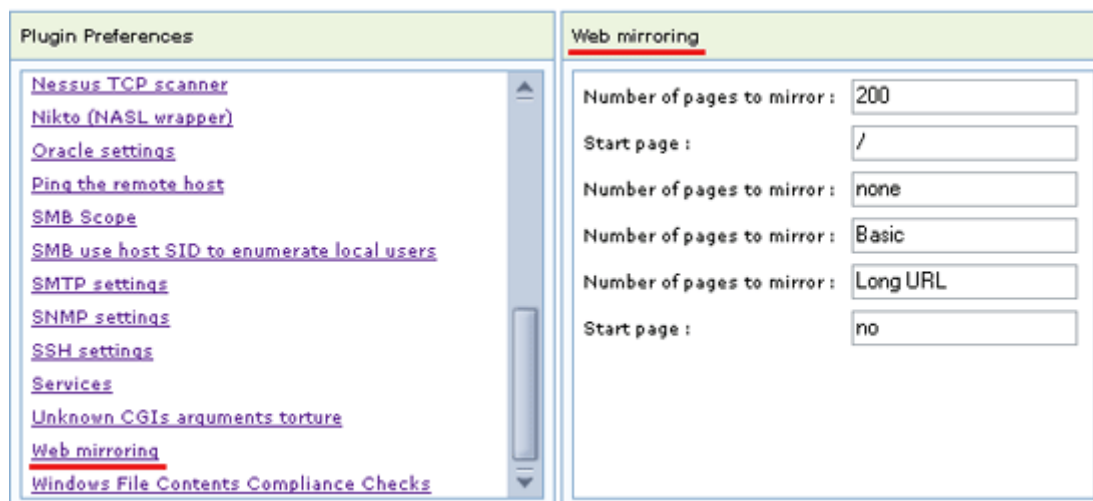 Plugin Preferences
Nessus TCP scanner
Nikto (NASL wrapper)
Oracle settings
Ping the remote host
SMB Scope
SMB use host SID to enumerate local users
SMTP settings
SNMP settings
SSH settings
Services
Unknown CGIs arguments torture
Web mirroring
Windows File Contents Compliance Checks
Web mirroring
Number of pages to mirror : 200
Start page : /
Number of pages to mirror : none
Number of pages to mirror : Basic
Number of pages to mirror : Long URL
Start page : no